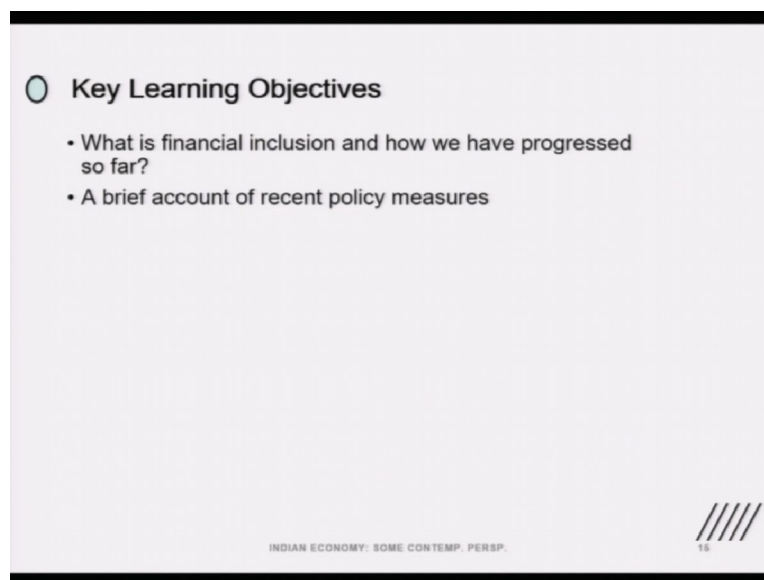 Key Learning Objectives
• What is financial inclusion and how we have progressed
so far?
• A brief account of recent policy measures
INDIAN ECONOMY: SOME CONTEMP. PERSP.
15